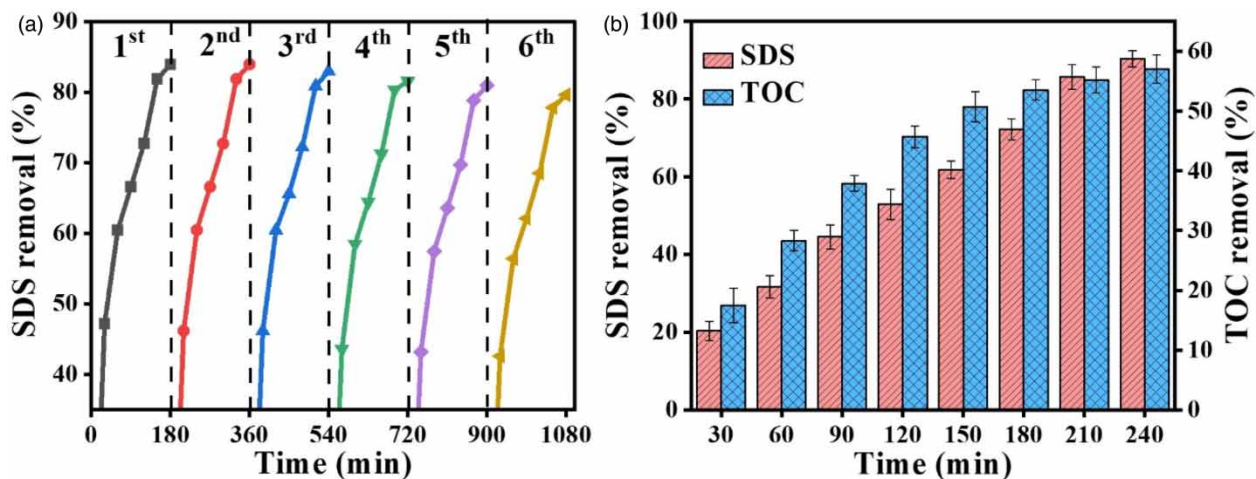 (a)
90
80
70
60
50
40
SDS removal (%)
1st 2nd 3rd 4th 5th 6th
0 180 360 540 720 900 1080
Time (min)
(b)
100
80
60
40
20
0
SDS removal (%)
SDS
TOC
60
50
40
30
20
10
0
TOC removal (%)
30 60 90 120 150 180 210 240
Time (min)